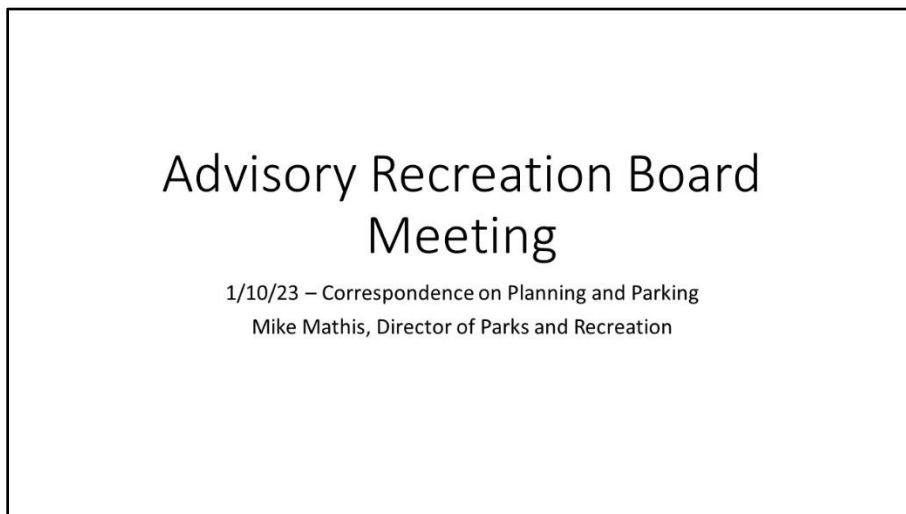 Advisory Recreation Board
Meeting
1/10/23 – Correspondence on Planning and Parking
Mike Mathis, Director of Parks and Recreation